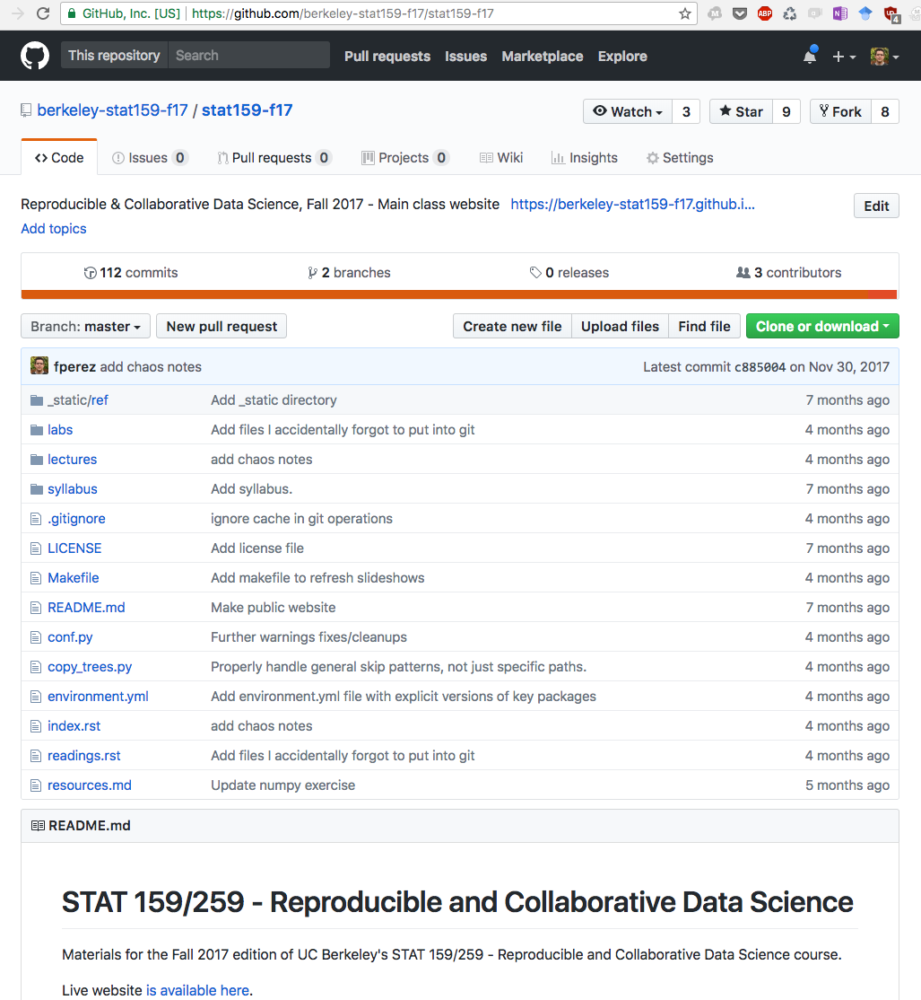 GitHub, Inc. [US] | https://github.com/berkeley-stat159-f17/stat159-f17
ABP
4
This repository Search Pull requests Issues Marketplace Explore
berkeley-stat159-f17 / stat159-f17
Watch 3 Star 9 Fork 8
Code Issues 0 Pull requests 0 Projects 0 Wiki Insights Settings
Reproducible & Collaborative Data Science, Fall 2017 - Main class website https://berkeley-stat159-f17.github.i...
Edit
Add topics
112 commits 2 branches 0 releases 3 contributors
Branch: master New pull request Create new file Upload files Find file Clone or download
fperez add chaos notes Latest commit c885004 on Nov 30, 2017
_static/ref Add _static directory 7 months ago
labs Add files I accidentally forgot to put into git 4 months ago
lectures add chaos notes 4 months ago
syllabus Add syllabus. 7 months ago
.gitignore ignore cache in git operations 4 months ago
LICENSE Add license file 7 months ago
Makefile Add makefile to refresh slideshows 4 months ago
README.md Make public website 7 months ago
conf.py Further warnings fixes/cleanups 4 months ago
copy_trees.py Properly handle general skip patterns, not just specific paths. 4 months ago
environment.yml Add environment.yml file with explicit versions of key packages 4 months ago
index.rst add chaos notes 4 months ago
readings.rst Add files I accidentally forgot to put into git 4 months ago
resources.md Update numpy exercise 5 months ago
README.md
STAT 159/259 - Reproducible and Collaborative Data Science
Materials for the Fall 2017 edition of UC Berkeley's STAT 159/259 - Reproducible and Collaborative Data Science course.
Live website is available here.